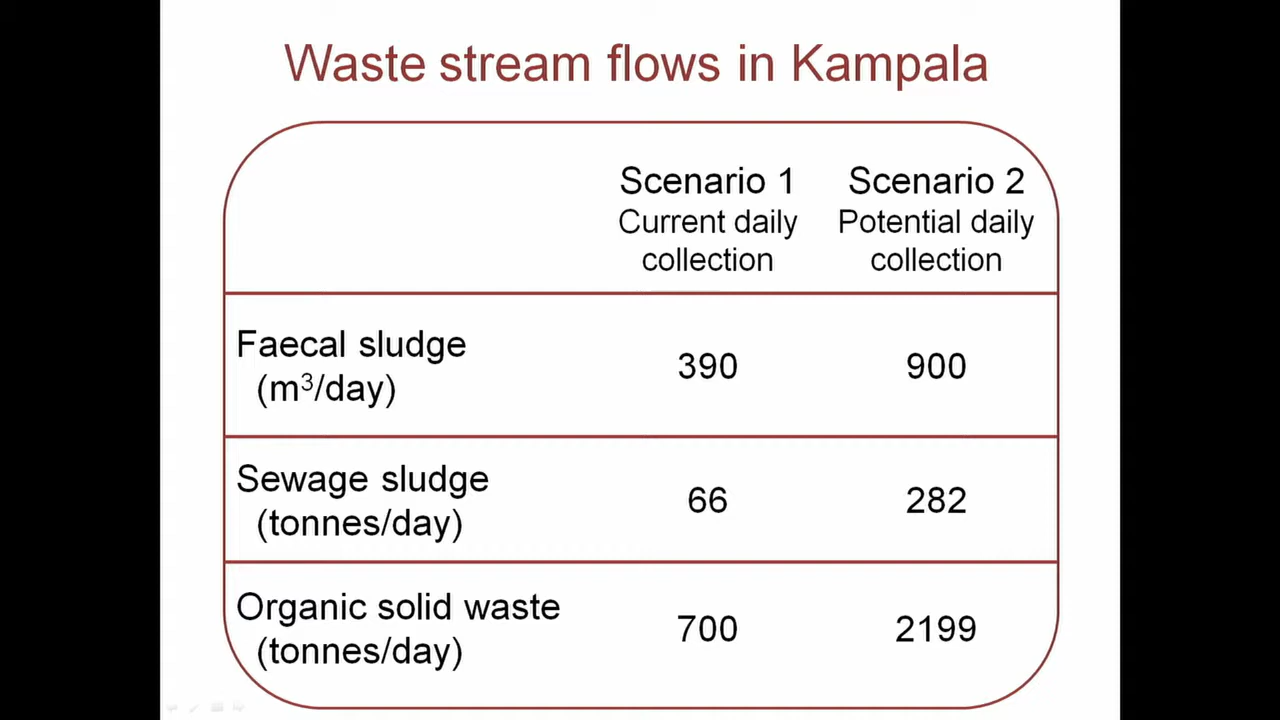 Waste stream flows in Kampala
Scenario 1
Current daily
collection
Scenario 2
Potential daily
collection
Faecal sludge
(m³/day)
390
900
Sewage sludge
(tonnes/day)
66
282
Organic solid waste
(tonnes/day)
700
2199